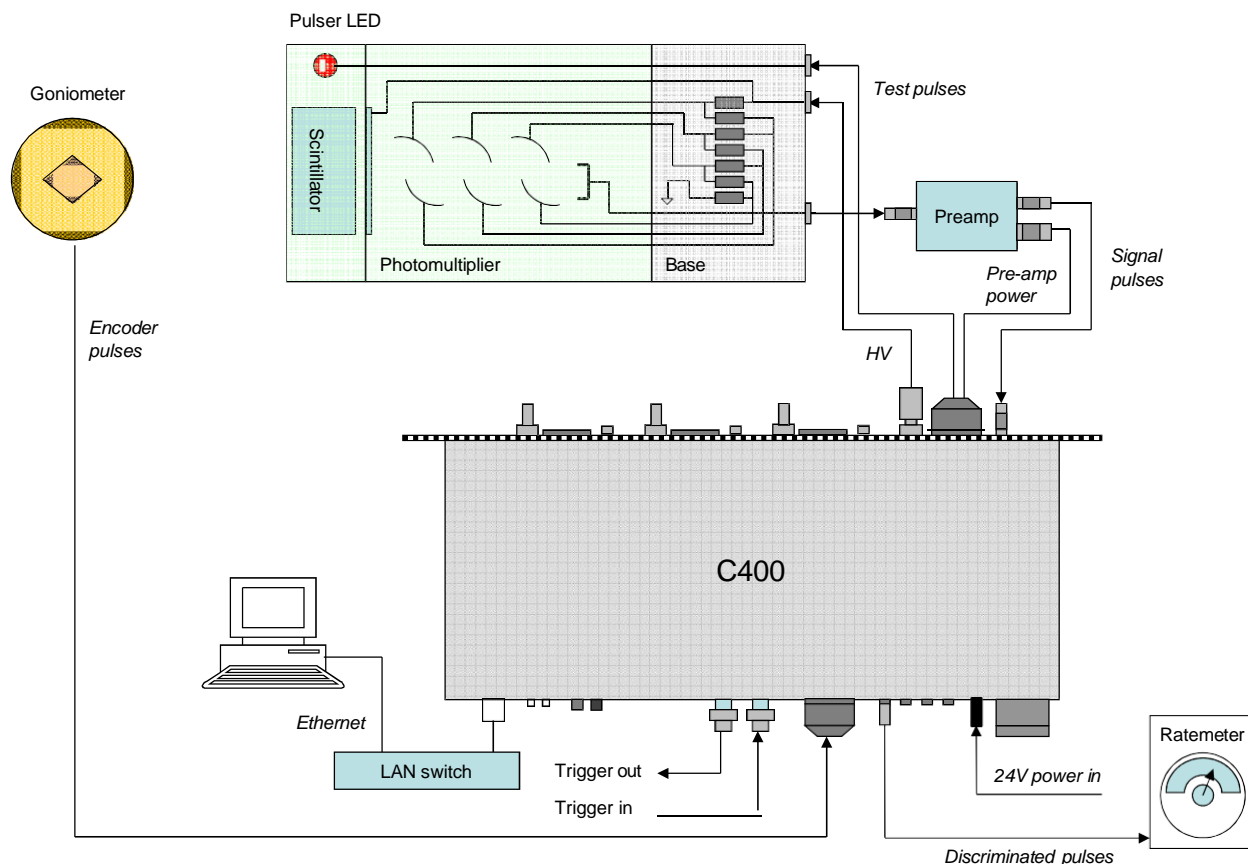 Pulser LED
Goniometer
Test pulses
Scintillator
Preamp
Photomultiplier
Base
Pre-amp
power
Signal
pulses
Encoder
pulses
HV
C400
Ethernet
LAN switch
Trigger out
Trigger in
24V power in
Ratemeter
Discriminated pulses